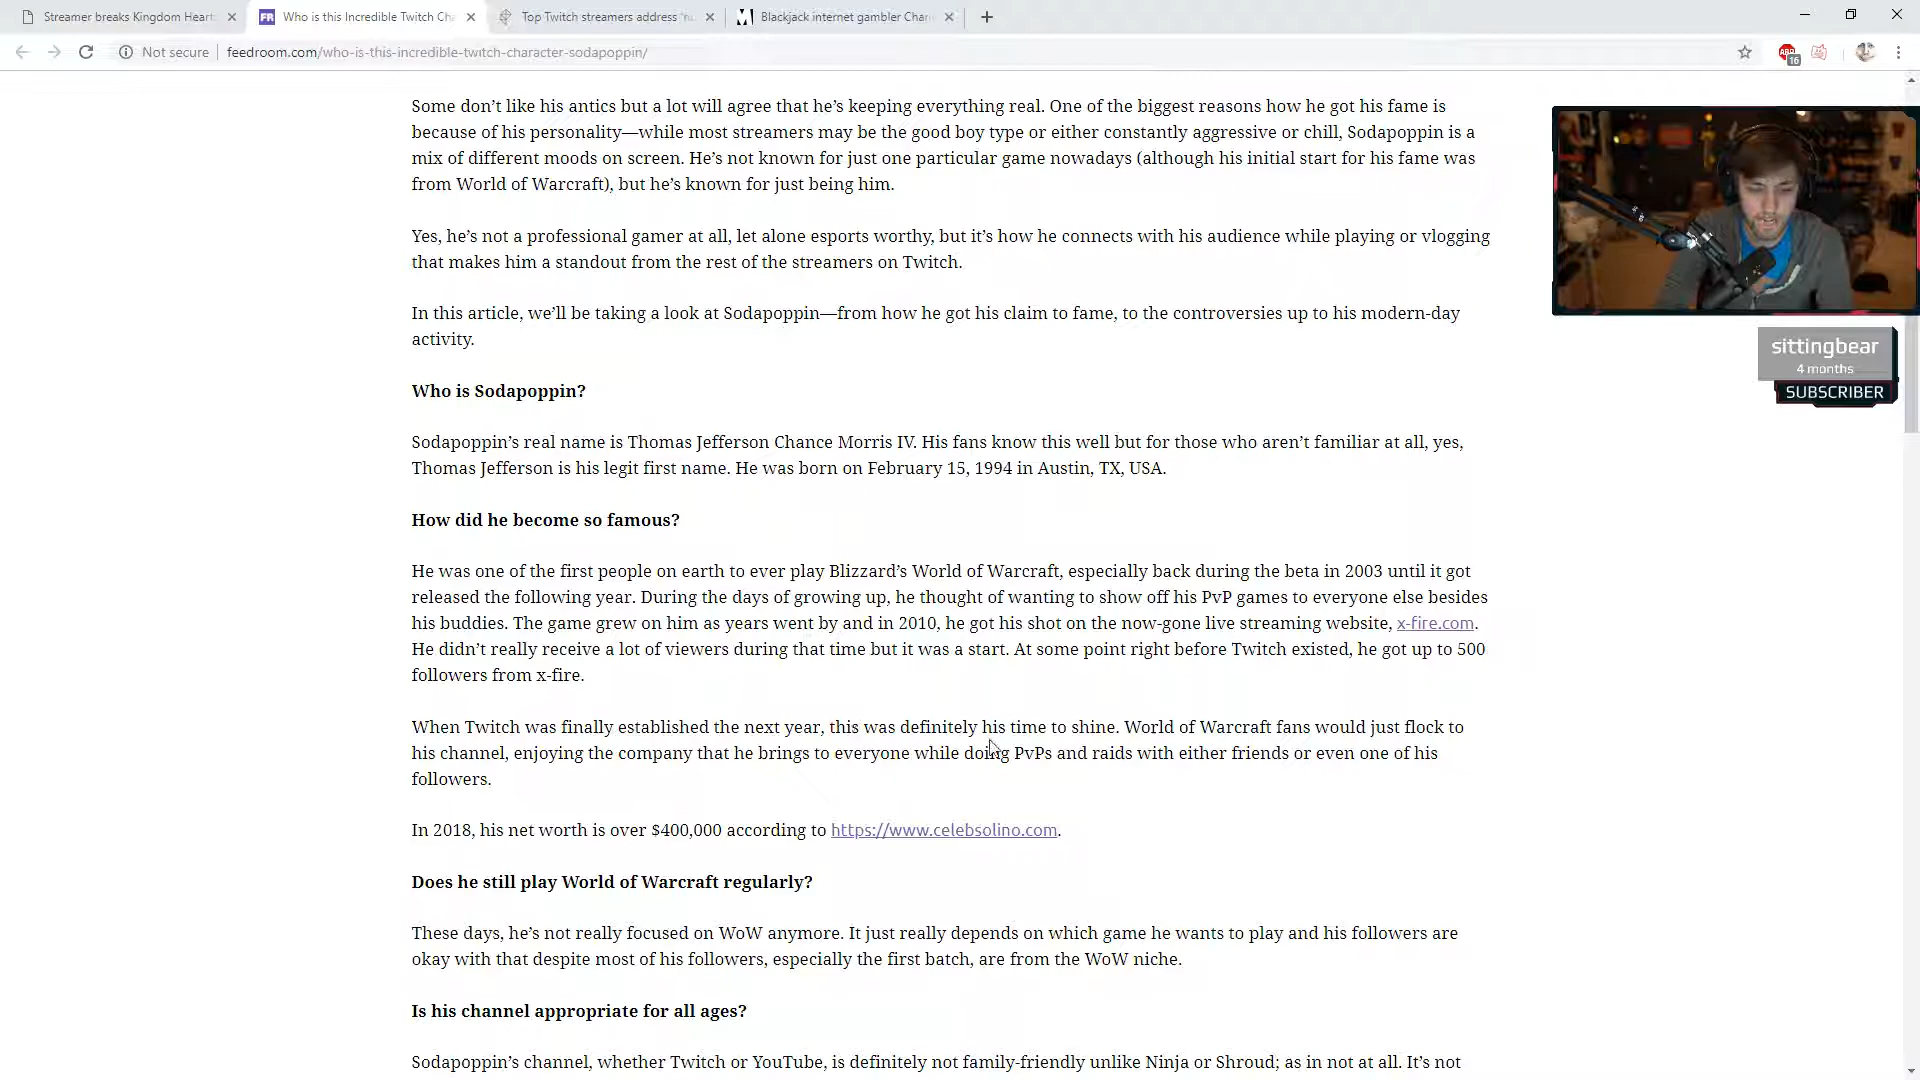 Streamer breaks Kingdom Heart
Who is this Incredible Twitch Cha
Top Twitch streamers address
Blackjack internet gambler Chan
Not secure
feedroom.com/who-is-this-incredible-twitch-character-sodapoppin/
ABP
16
Some don’t like his antics but a lot will agree that he’s keeping everything real. One of the biggest reasons how he got his fame is
because of his personality—while most streamers may be the good boy type or either constantly aggressive or chill, Sodapoppin is a
mix of different moods on screen. He’s not known for just one particular game nowadays (although his initial start for his fame was
from World of Warcraft), but he’s known for just being him.
Yes, he’s not a professional gamer at all, let alone esports worthy, but it’s how he connects with his audience while playing or vlogging
that makes him a standout from the rest of the streamers on Twitch.
In this article, we’ll be taking a look at Sodapoppin—from how he got his claim to fame, to the controversies up to his modern-day
activity.
sittingbear
4 months
SUBSCRIBER
Who is Sodapoppin?
Sodapoppin’s real name is Thomas Jefferson Chance Morris IV. His fans know this well but for those who aren’t familiar at all, yes,
Thomas Jefferson is his legit first name. He was born on February 15, 1994 in Austin, TX, USA.
How did he become so famous?
He was one of the first people on earth to ever play Blizzard’s World of Warcraft, especially back during the beta in 2003 until it got
released the following year. During the days of growing up, he thought of wanting to show off his PvP games to everyone else besides
his buddies. The game grew on him as years went by and in 2010, he got his shot on the now-gone live streaming website, x-fire.com.
He didn’t really receive a lot of viewers during that time but it was a start. At some point right before Twitch existed, he got up to 500
followers from x-fire.
When Twitch was finally established the next year, this was definitely his time to shine. World of Warcraft fans would just flock to
his channel, enjoying the company that he brings to everyone while doing PvPs and raids with either friends or even one of his
followers.
In 2018, his net worth is over $400,000 according to https://www.celebsolino.com.
Does he still play World of Warcraft regularly?
These days, he’s not really focused on WoW anymore. It just really depends on which game he wants to play and his followers are
okay with that despite most of his followers, especially the first batch, are from the WoW niche.
Is his channel appropriate for all ages?
Sodapoppin’s channel, whether Twitch or YouTube, is definitely not family-friendly unlike Ninja or Shroud; as in not at all. It’s not